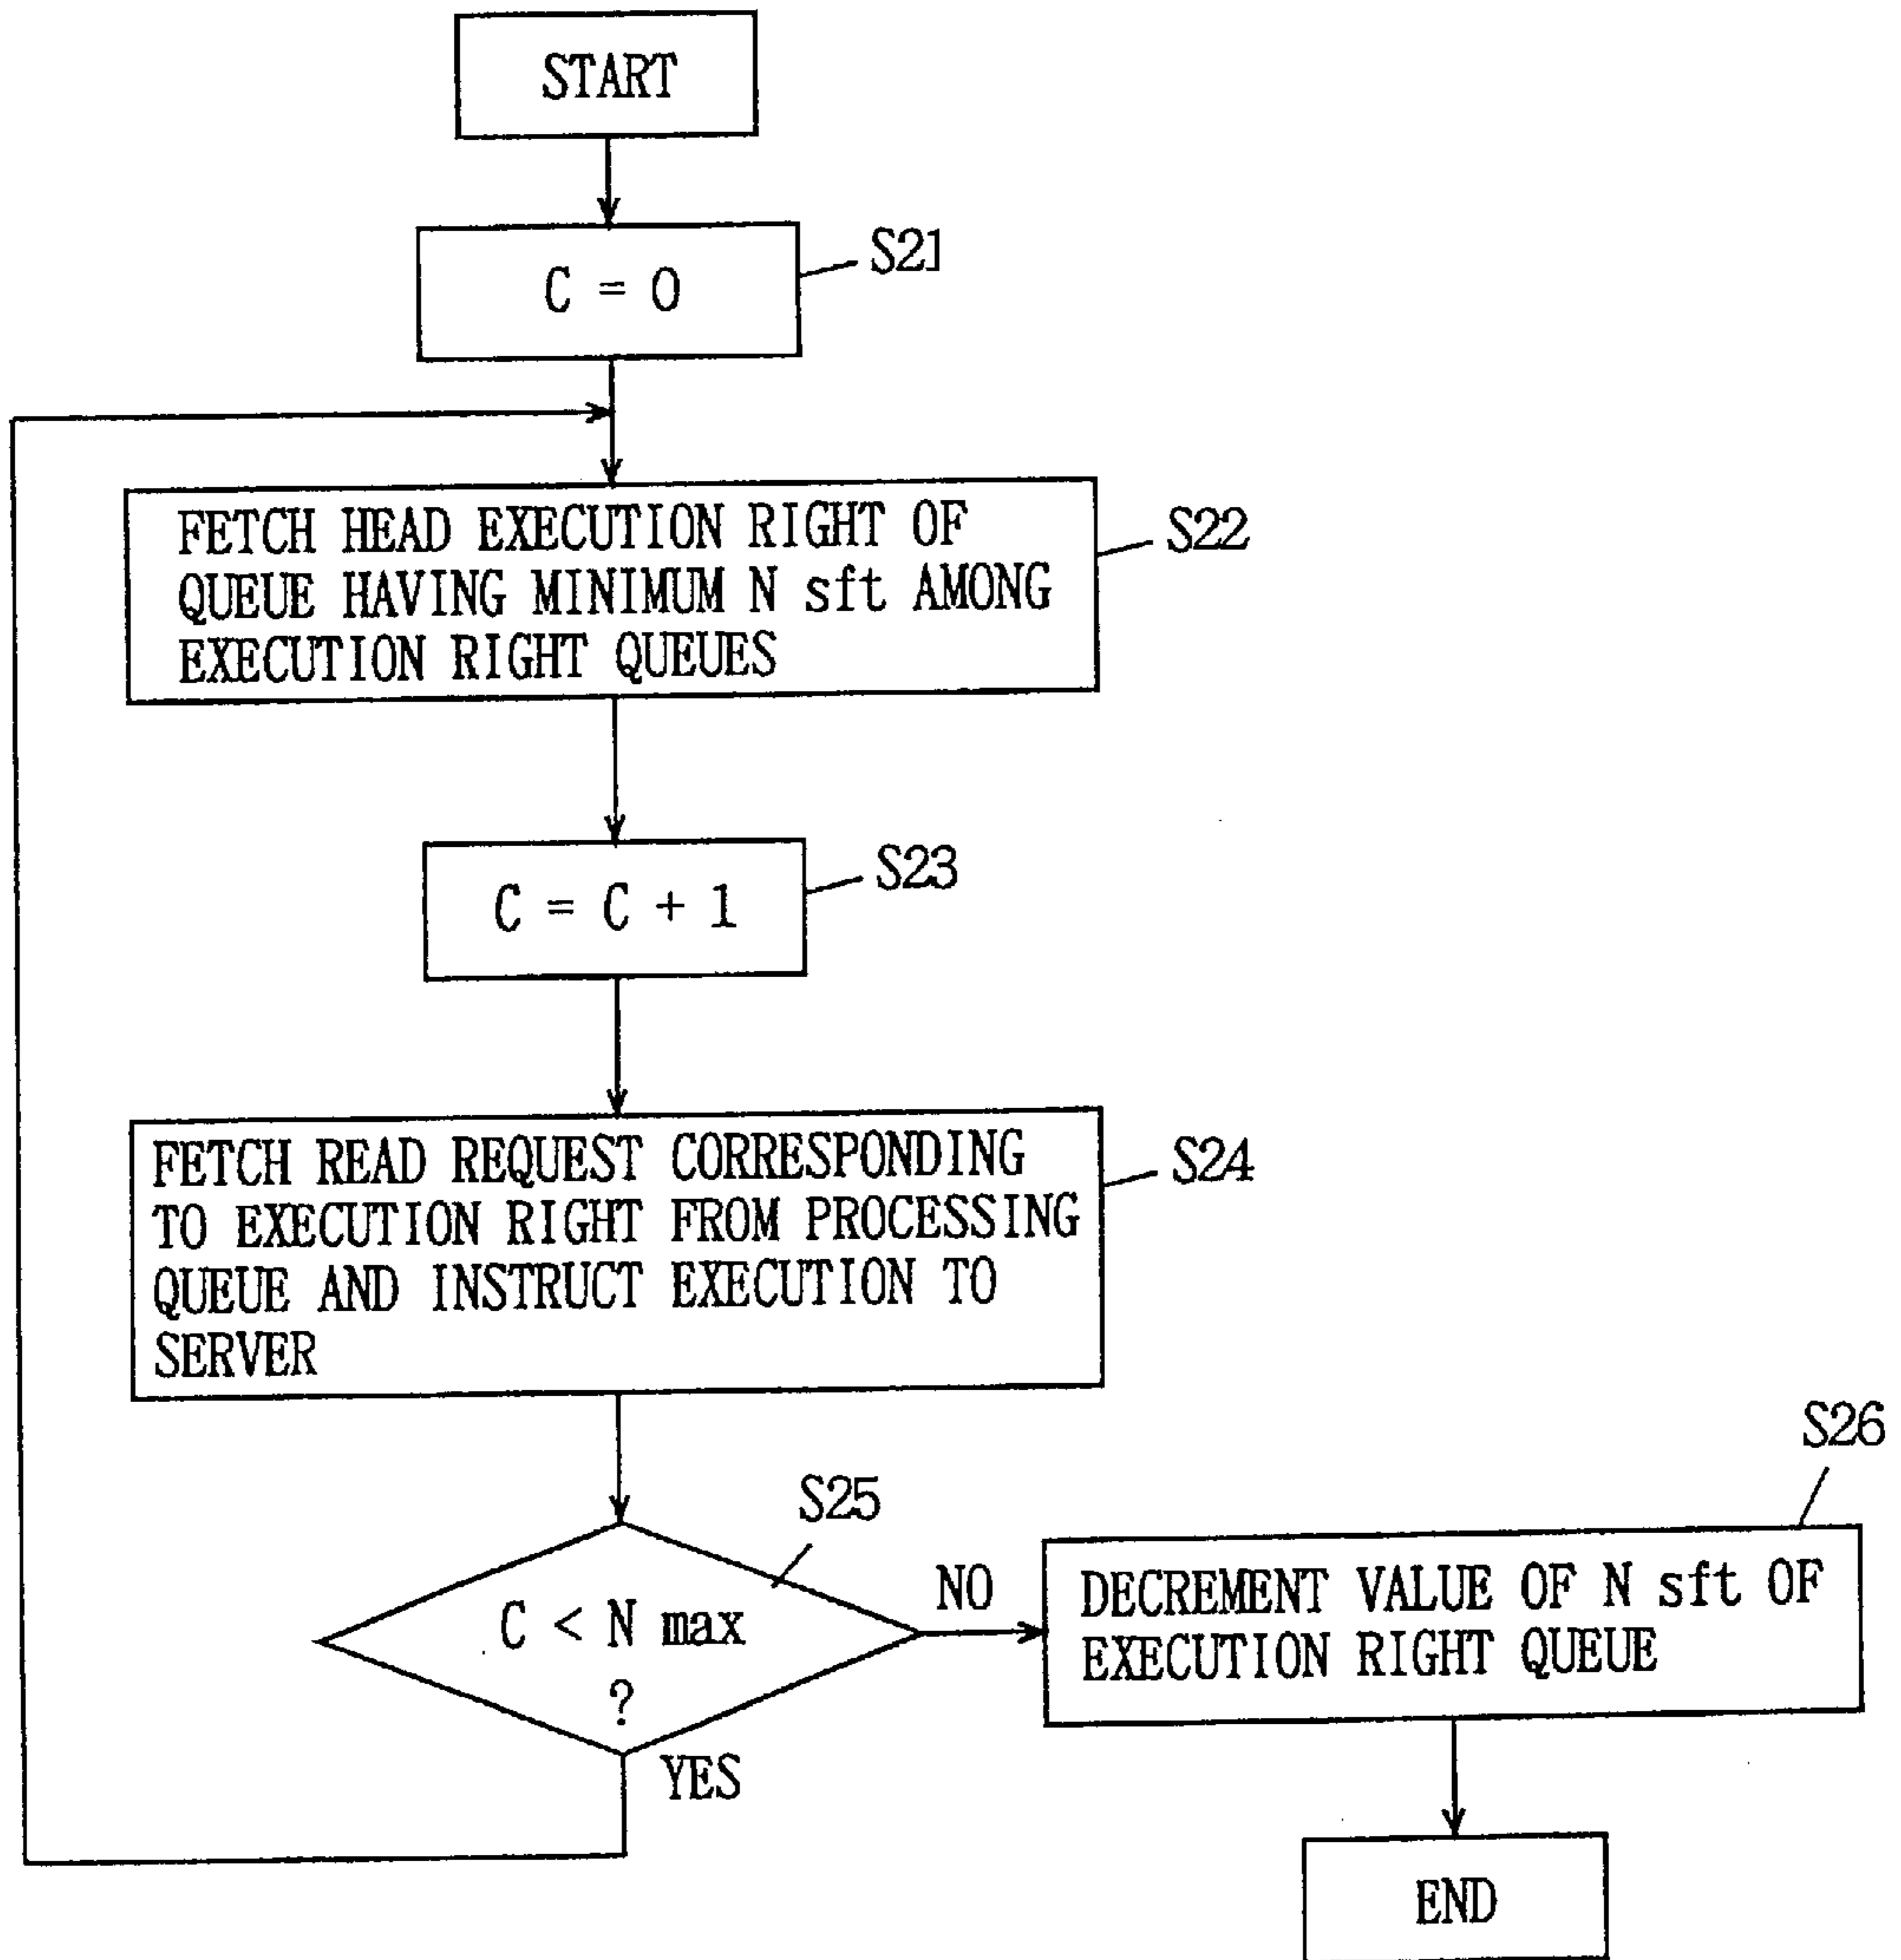 START
S21
C = 0
S22
FETCH HEAD EXECUTION RIGHT OF
QUEUE HAVING MINIMUM N sft AMONG
EXECUTION RIGHT QUEUES
S23
C = C + 1
S24
FETCH READ REQUEST CORRESPONDING
TO EXECUTION RIGHT FROM PROCESSING
QUEUE AND INSTRUCT EXECUTION TO
SERVER
S25
C < N max
?
YES
NO
S26
DECREMENT VALUE OF N sft OF
EXECUTION RIGHT QUEUE
END